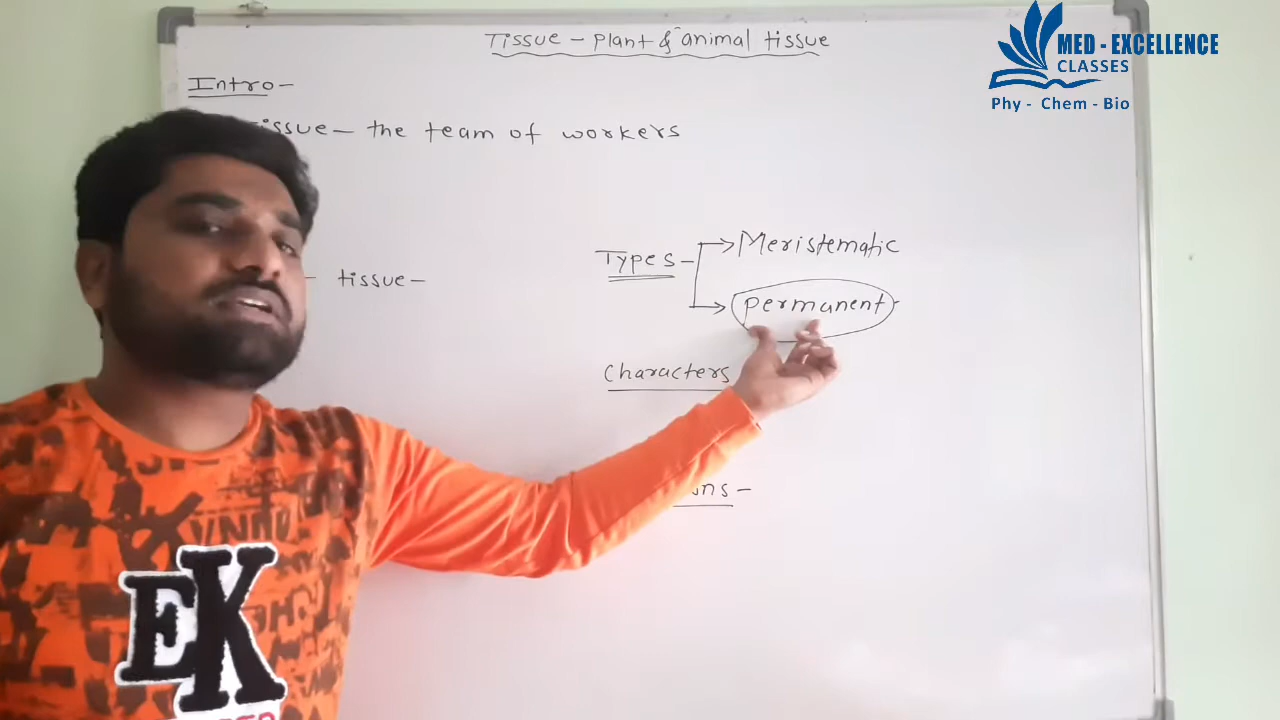 Tissue - Plant & animal tissue
MED - EXCELLENCE
CLASSES
Phy - Chem - Bio
Intro -
Tissue - the team of workers
Types - → Meristematic
→ Permanent
tissue -
Characters
EK